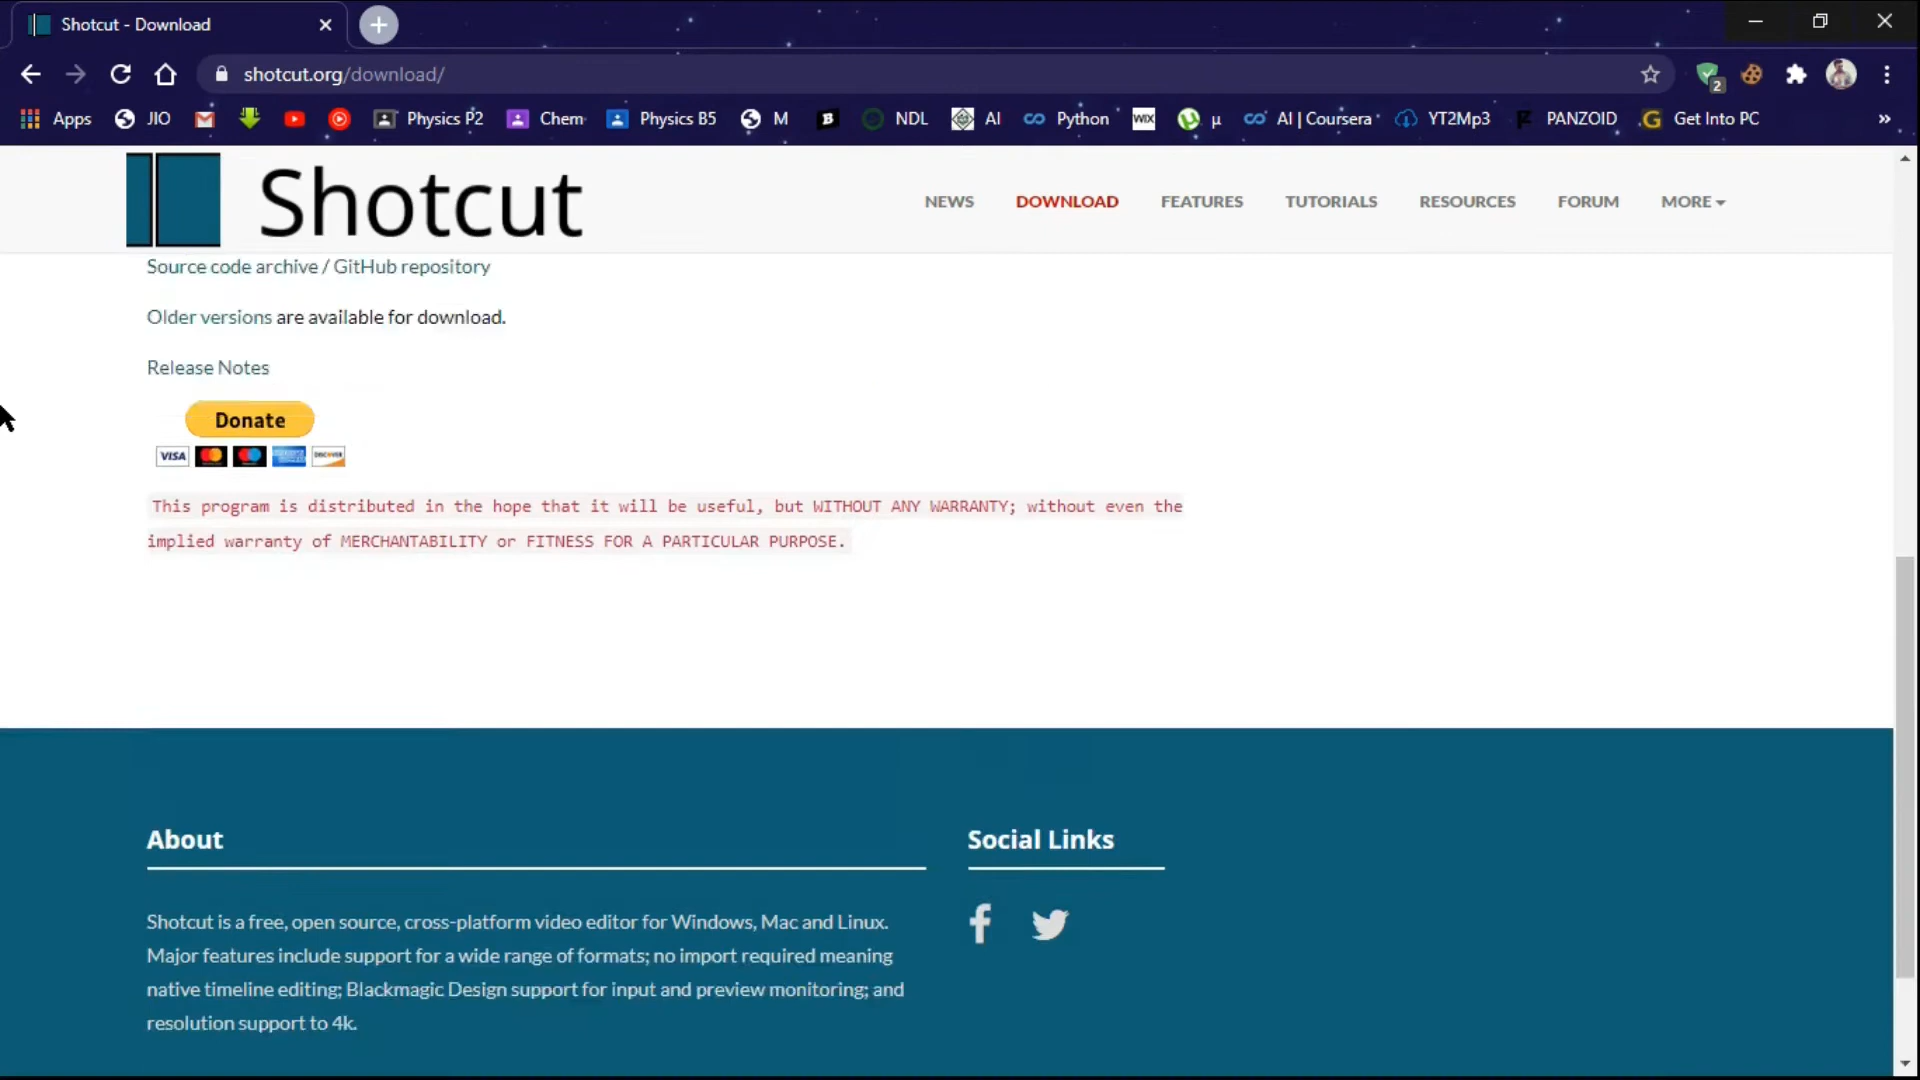 Shotcut - Download
shotcut.org/download/
2
Apps JIO Physics P2 Chem Physics B5 M B NDL AI Python WIX µ AI | Coursera YT2Mp3 PANZOID G Get Into PC »
Shotcut
NEWS DOWNLOAD FEATURES TUTORIALS RESOURCES FORUM MORE
Source code archive / GitHub repository
Older versions are available for download.
Release Notes
Donate
VISA DISCOVER
This program is distributed in the hope that it will be useful, but WITHOUT ANY WARRANTY; without even the
implied warranty of MERCHANTABILITY or FITNESS FOR A PARTICULAR PURPOSE.
About
Social Links
Shotcut is a free, open source, cross-platform video editor for Windows, Mac and Linux.
Major features include support for a wide range of formats; no import required meaning
native timeline editing; Blackmagic Design support for input and preview monitoring; and
resolution support to 4k.